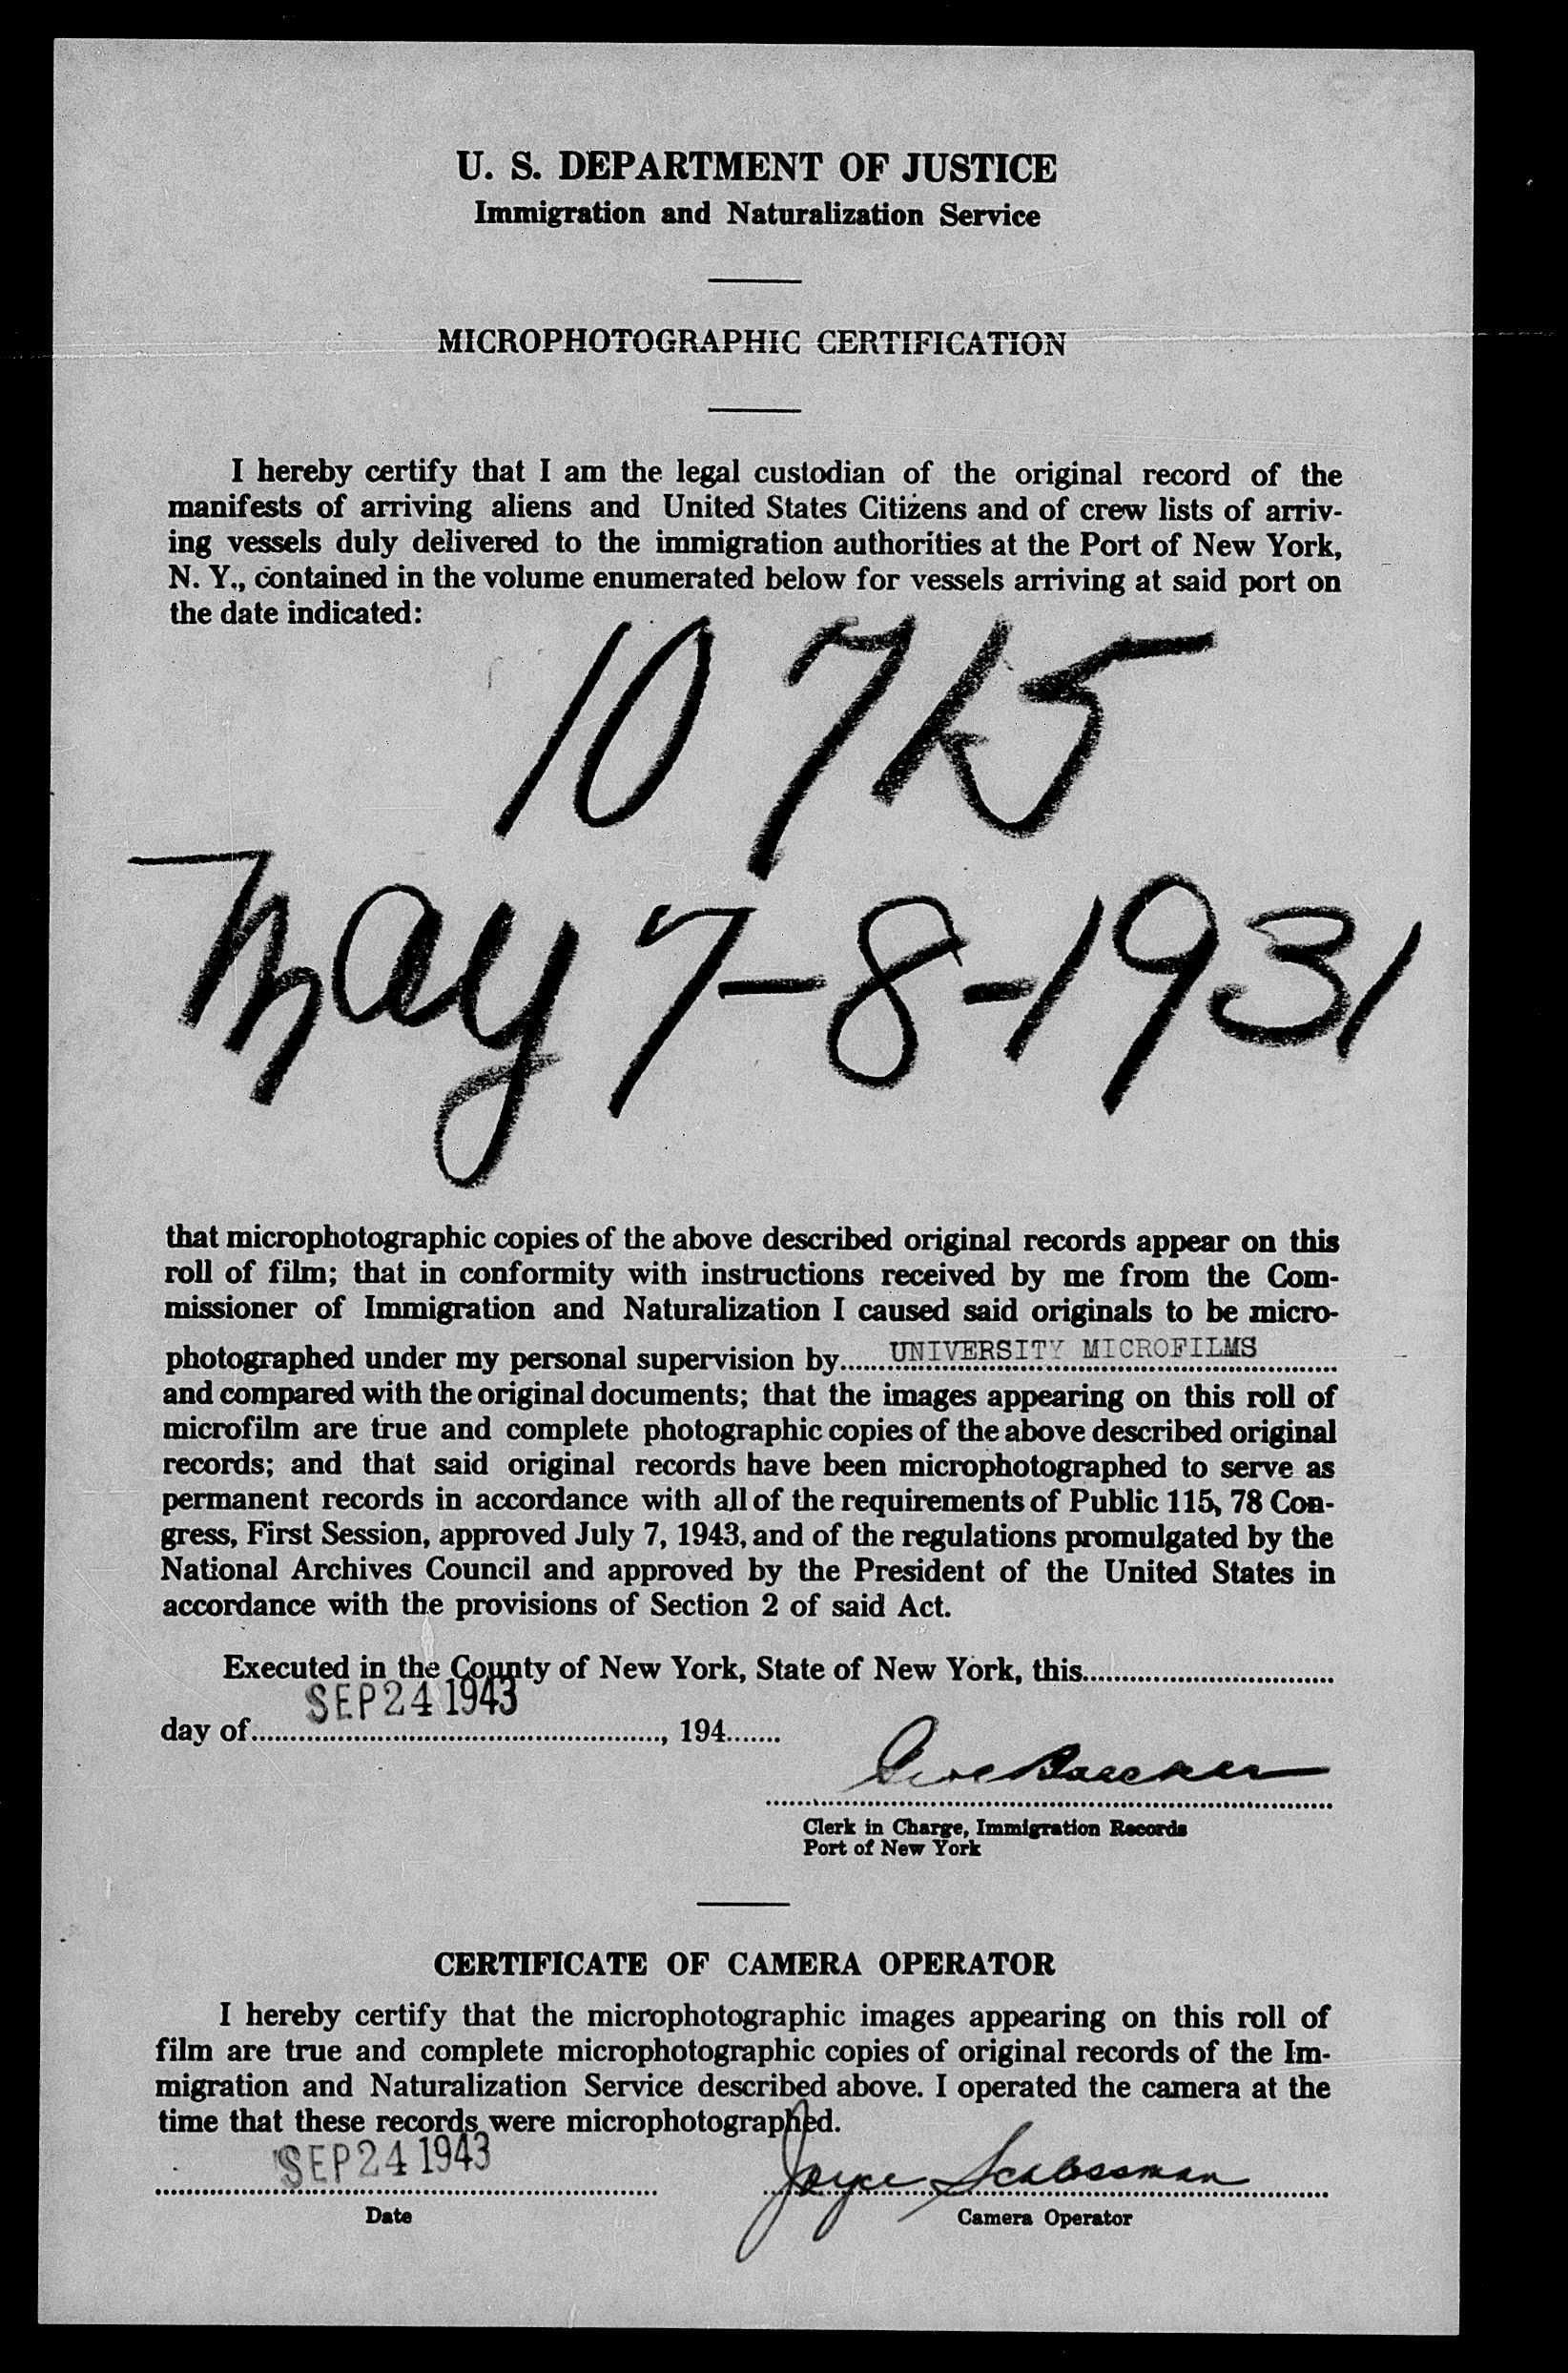 U. S. DEPARTMENT OF JUSTICE
Immigration and Naturalization Service
MICROPHOTOGRAPHIC CERTIFICATION
I hereby certify that I am the legal custodian of the original record of the
manifests of arriving aliens and United States Citizens and of crew lists of arriv-
ing vessels duly delivered to the immigration authorities at the Port of New York,
N. Y., contained in the volume enumerated below for vessels arriving at said port on
the date indicated:
10715
May 7-8-1931
that microphotographic copies of the above described original records appear on this
roll of film; that in conformity with instructions received by me from the Com-
missioner of Immigration and Naturalization I caused said originals to be micro-
photographed under my personal supervision by......UNIVERSITY MICROFILMS
and compared with the original documents; that the images appearing on this roll of
microfilm are true and complete photographic copies of the above described original
records; and that said original records have been microphotographed to serve as
permanent records in accordance with all of the requirements of Public 115, 78 Con-
gress, First Session, approved July 7, 1943, and of the regulations promulgated by the
National Archives Council and approved by the President of the United States in
accordance with the provisions of Section 2 of said Act.
Executed in the County of New York, State of New York, this
SEP 24 1943
day of, 194
Clerk in Charge, Immigration Records
Port of New York
CERTIFICATE OF CAMERA OPERATOR
I hereby certify that the microphotographic images appearing on this roll of
film are true and complete microphotographic copies of original records of the Im-
migration and Naturalization Service described above. I operated the camera at the
time that these records were microphotographed.
SEP 24 1943
Joyce
Date
Camera Operator